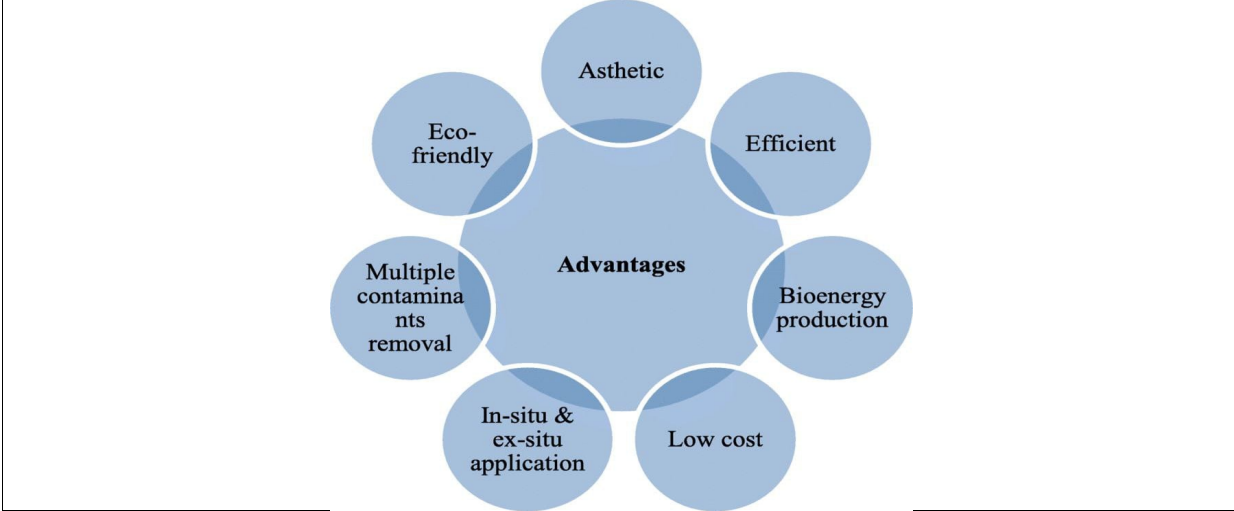 Asthetic
Efficient
Bioenergy
production
Low cost
In-situ &
ex-situ
application
Multiple
contamina
nts
removal
Eco-
friendly
Advantages